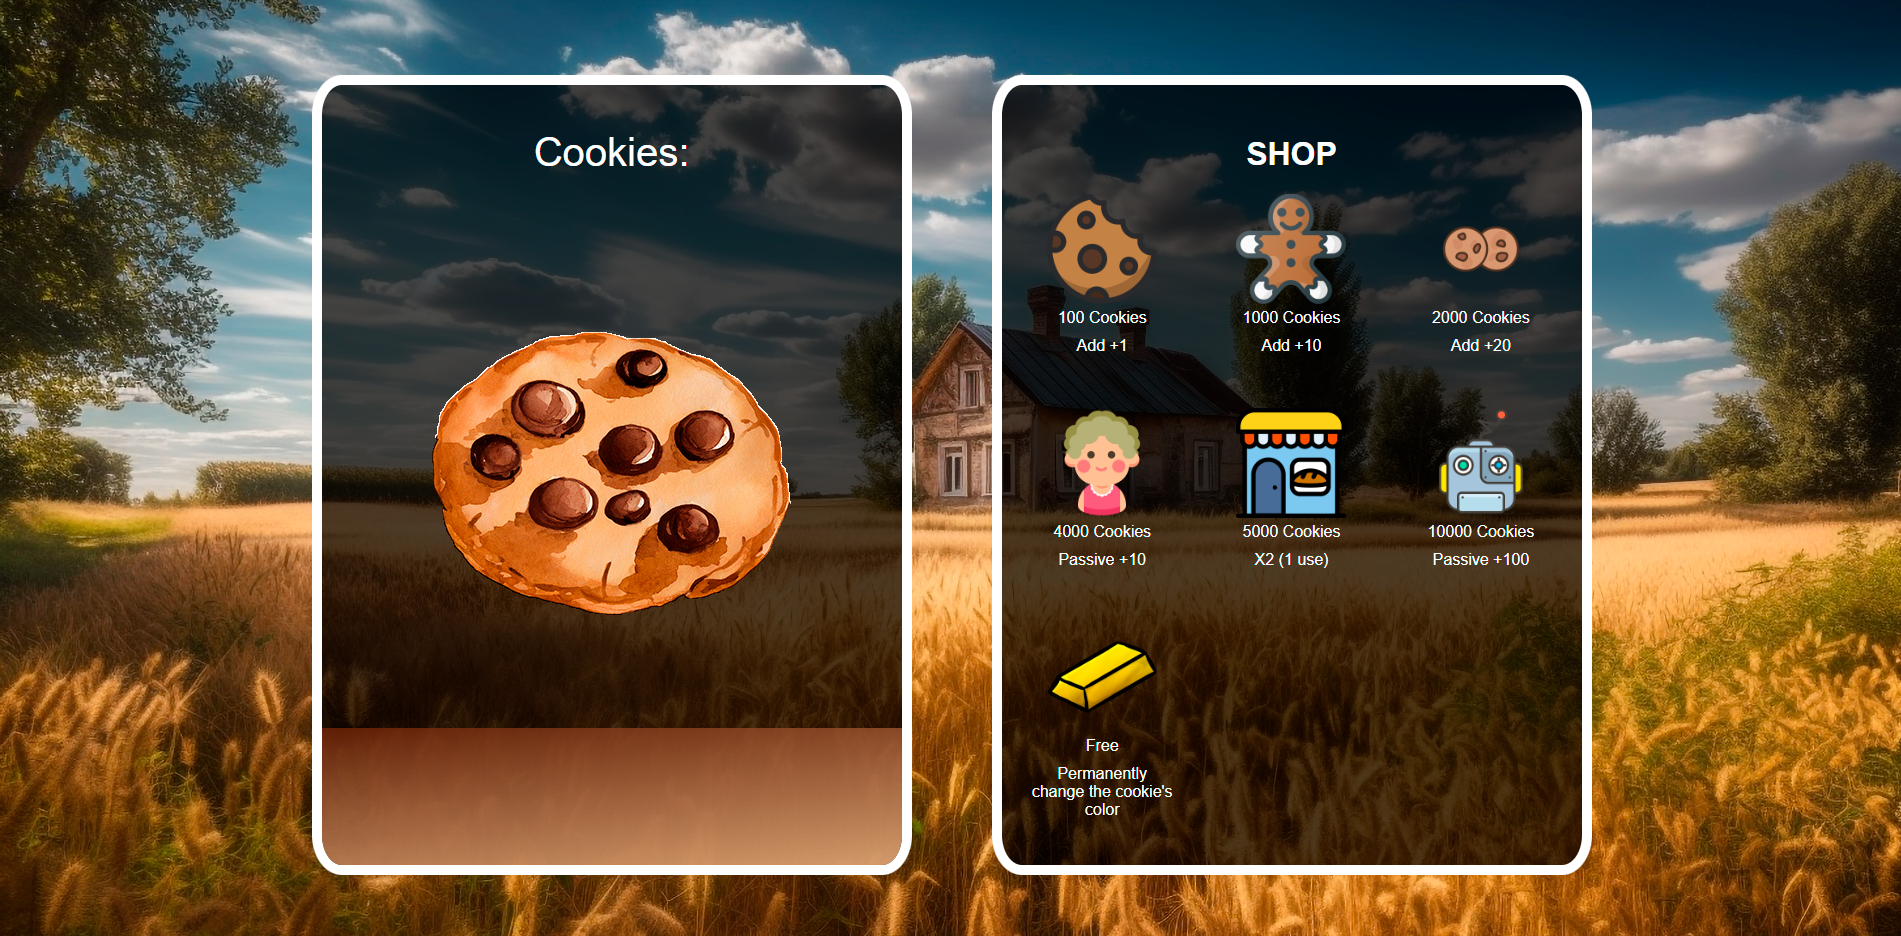 Cookies:
SHOP
100 Cookies
Add +1
1000 Cookies
Add +10
2000 Cookies
Add +20
4000 Cookies
Passive +10
5000 Cookies
X2 (1 use)
10000 Cookies
Passive +100
Free
Permanently
change the cookie's
color